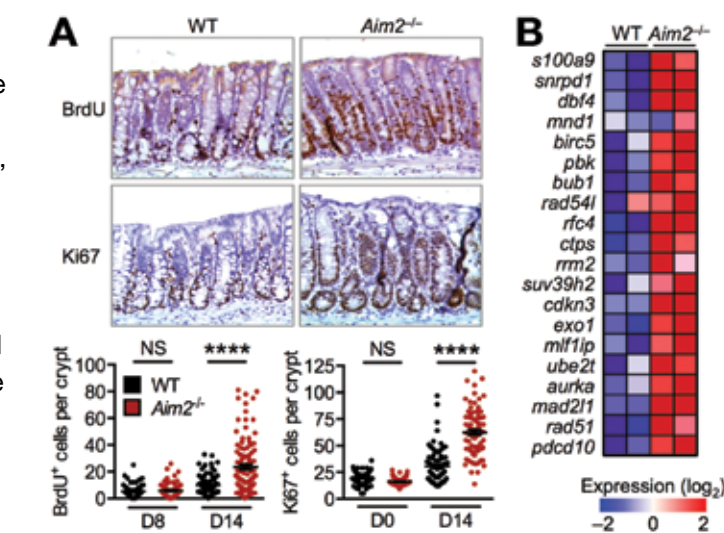 A
WT
Aim2–/–
BrdU
Ki67
NS
****
BrdU+ cells per crypt
100
80
60
40
20
0
WT
Aim2-/-
D8
D14
NS
****
Ki67+ cells per crypt
125
100
75
50
25
0
D0
D14
B
WT Aim2–/–
s100a9
snrpd1
dbf4
mnd1
birc5
pbk
bub1
rad54l
rfc4
ctps
rrm2
suv39h2
cdkn3
exo1
mlf1ip
ube2t
aurka
mad2l1
rad51
pdcd10
Expression (log2)
–2 0 2